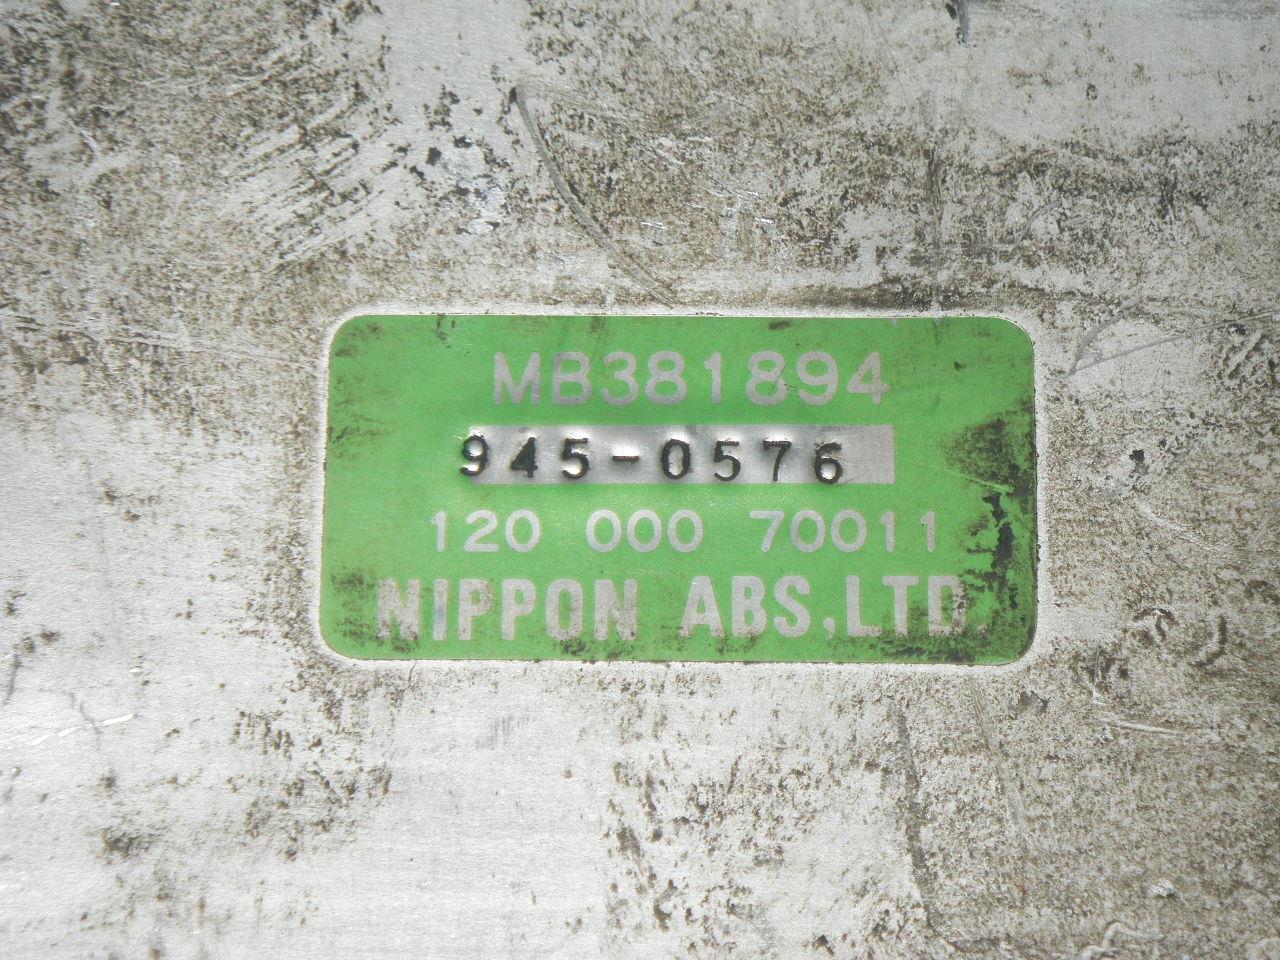 MB381894
945-0576
120 000 70011
NIPPON ABS,LTD.